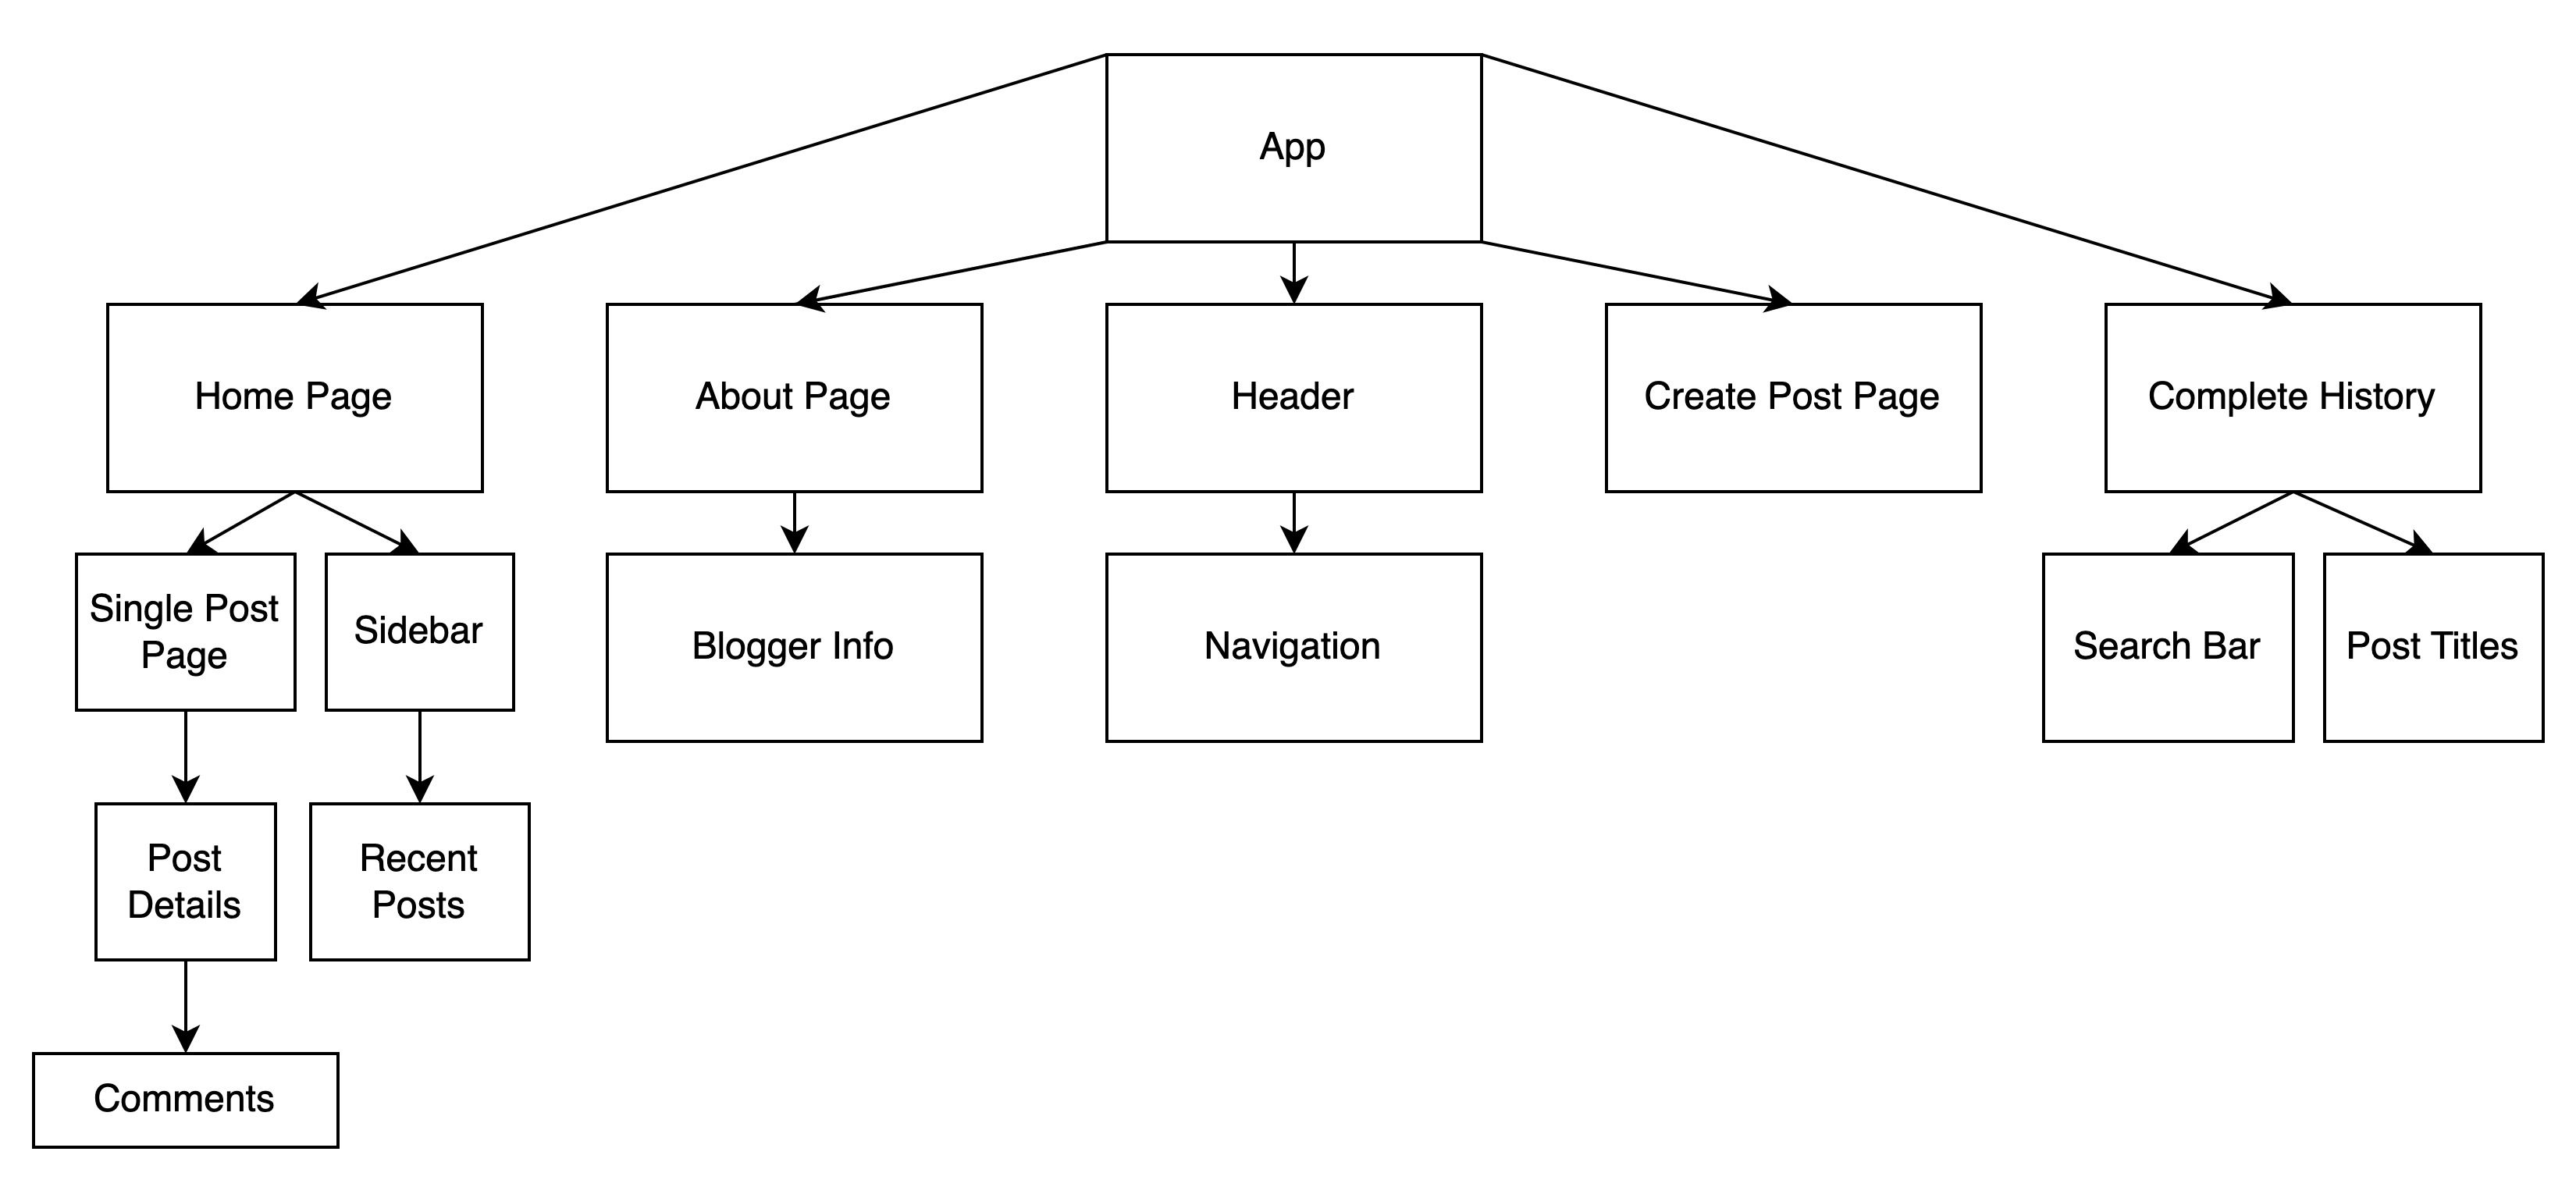 App
Home Page
About Page
Header
Create Post Page
Complete History
Single Post
Page
Sidebar
Blogger Info
Navigation
Search Bar
Post Titles
Post
Details
Recent
Posts
Comments